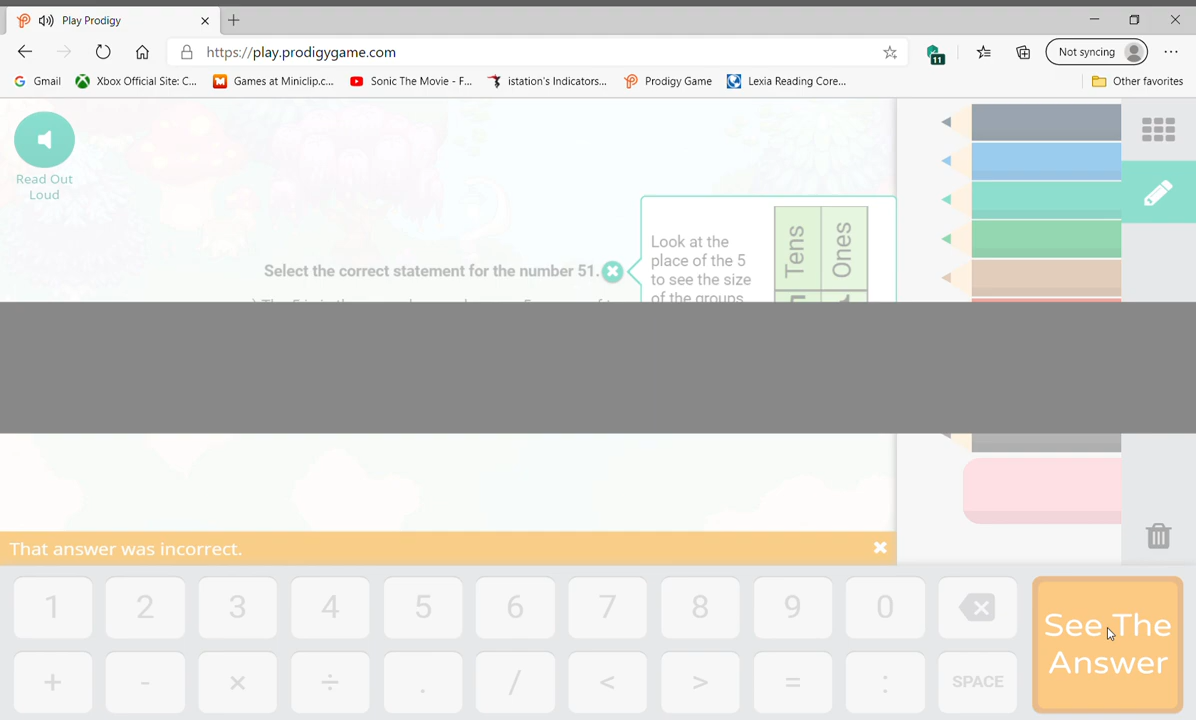 Play Prodigy
https://play.prodigygame.com
11
Not syncing
Gmail
Xbox Official Site: C...
Games at Miniclip.c...
Sonic The Movie - F...
istation's Indicators...
Prodigy Game
Lexia Reading Core...
Other favorites
Read Out
Loud
Select the correct statement for the number 51.
Look at the
place of the 5
to see the size
of the groups
Tens
Ones
That answer was incorrect.
1 2 3 4 5 6 7 8 9 0
+ - × ÷ . / < > = : SPACE
See The
Answer